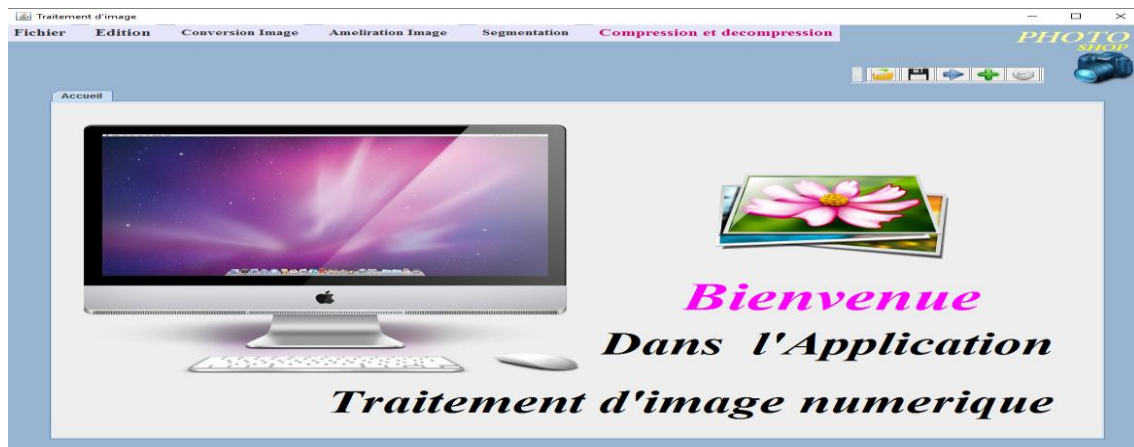 Traitement d'image
Fichier Edition Conversion Image Ameliration Image Segmentation Compression et decompression
PHOTO
SHOP
Accueil
Bienvenue
Dans l'Application
Traitement d'image numerique